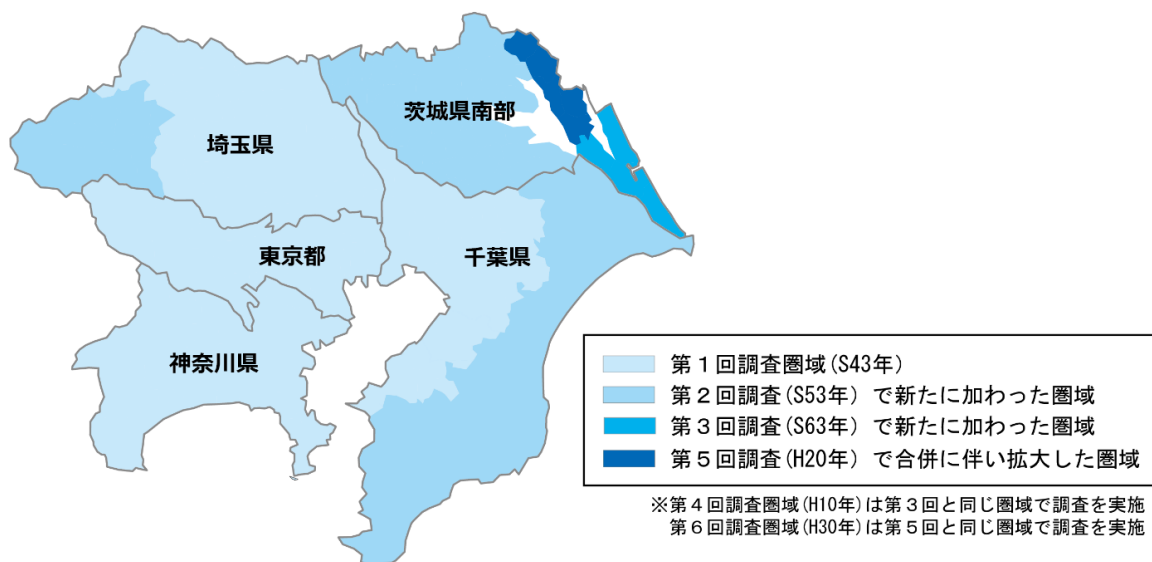 茨城県南部
埼玉県
東京都
千葉県
神奈川県
第１回調査圏域(S43年)
第２回調査(S53年）で新たに加わった圏域
第３回調査(S63年）で新たに加わった圏域
第５回調査(H20年）で合併に伴い拡大した圏域
※第４回調査圏域(H10年)は第３回と同じ圏域で調査を実施
第６回調査圏域(H30年)は第５回と同じ圏域で調査を実施